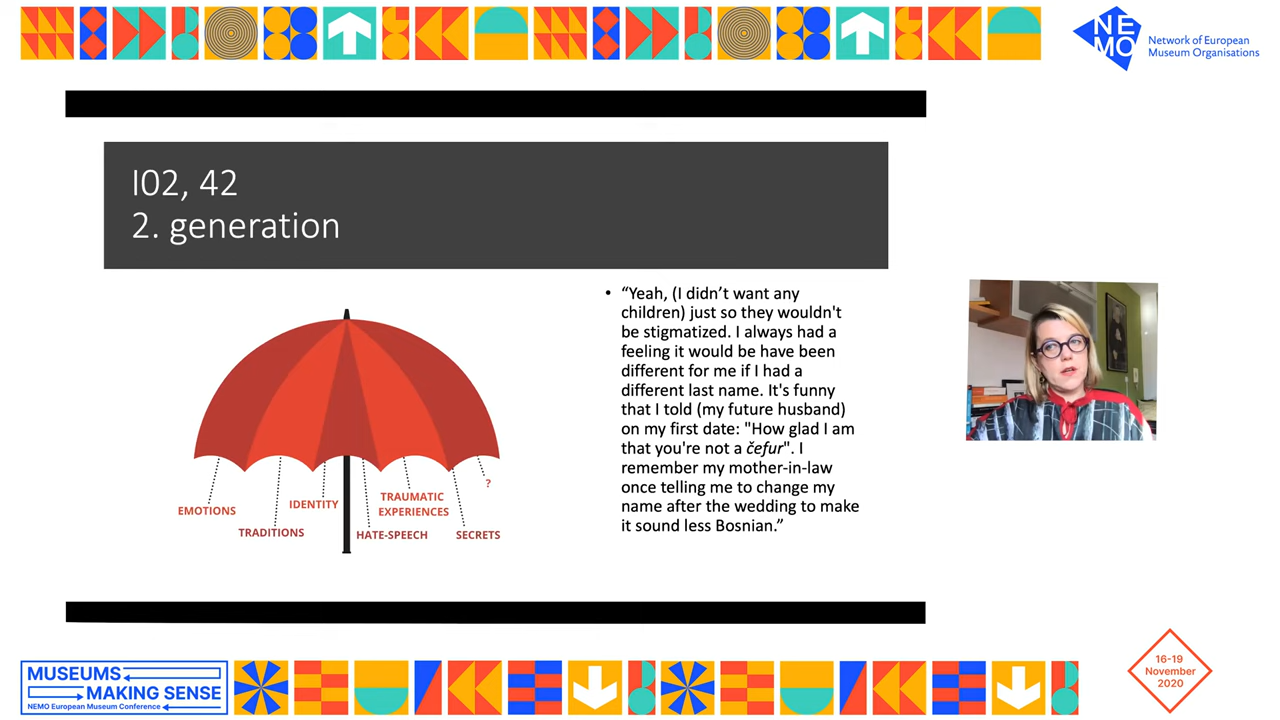 NE
MO
Network of European
Museum Organisations
I02, 42
2. generation
EMOTIONS
TRADITIONS
IDENTITY
HATE-SPEECH
TRAUMATIC
EXPERIENCES
SECRETS
?
• “Yeah, (I didn’t want any
children) just so they wouldn't
be stigmatized. I always had a
feeling it would be have been
different for me if I had a
different last name. It's funny
that I told (my future husband)
on my first date: "How glad I am
that you're not a čefur". I
remember my mother-in-law
once telling me to change my
name after the wedding to make
it sound less Bosnian.”
MUSEUMS
MAKING SENSE
NEMO European Museum Conference
16-19
November
2020